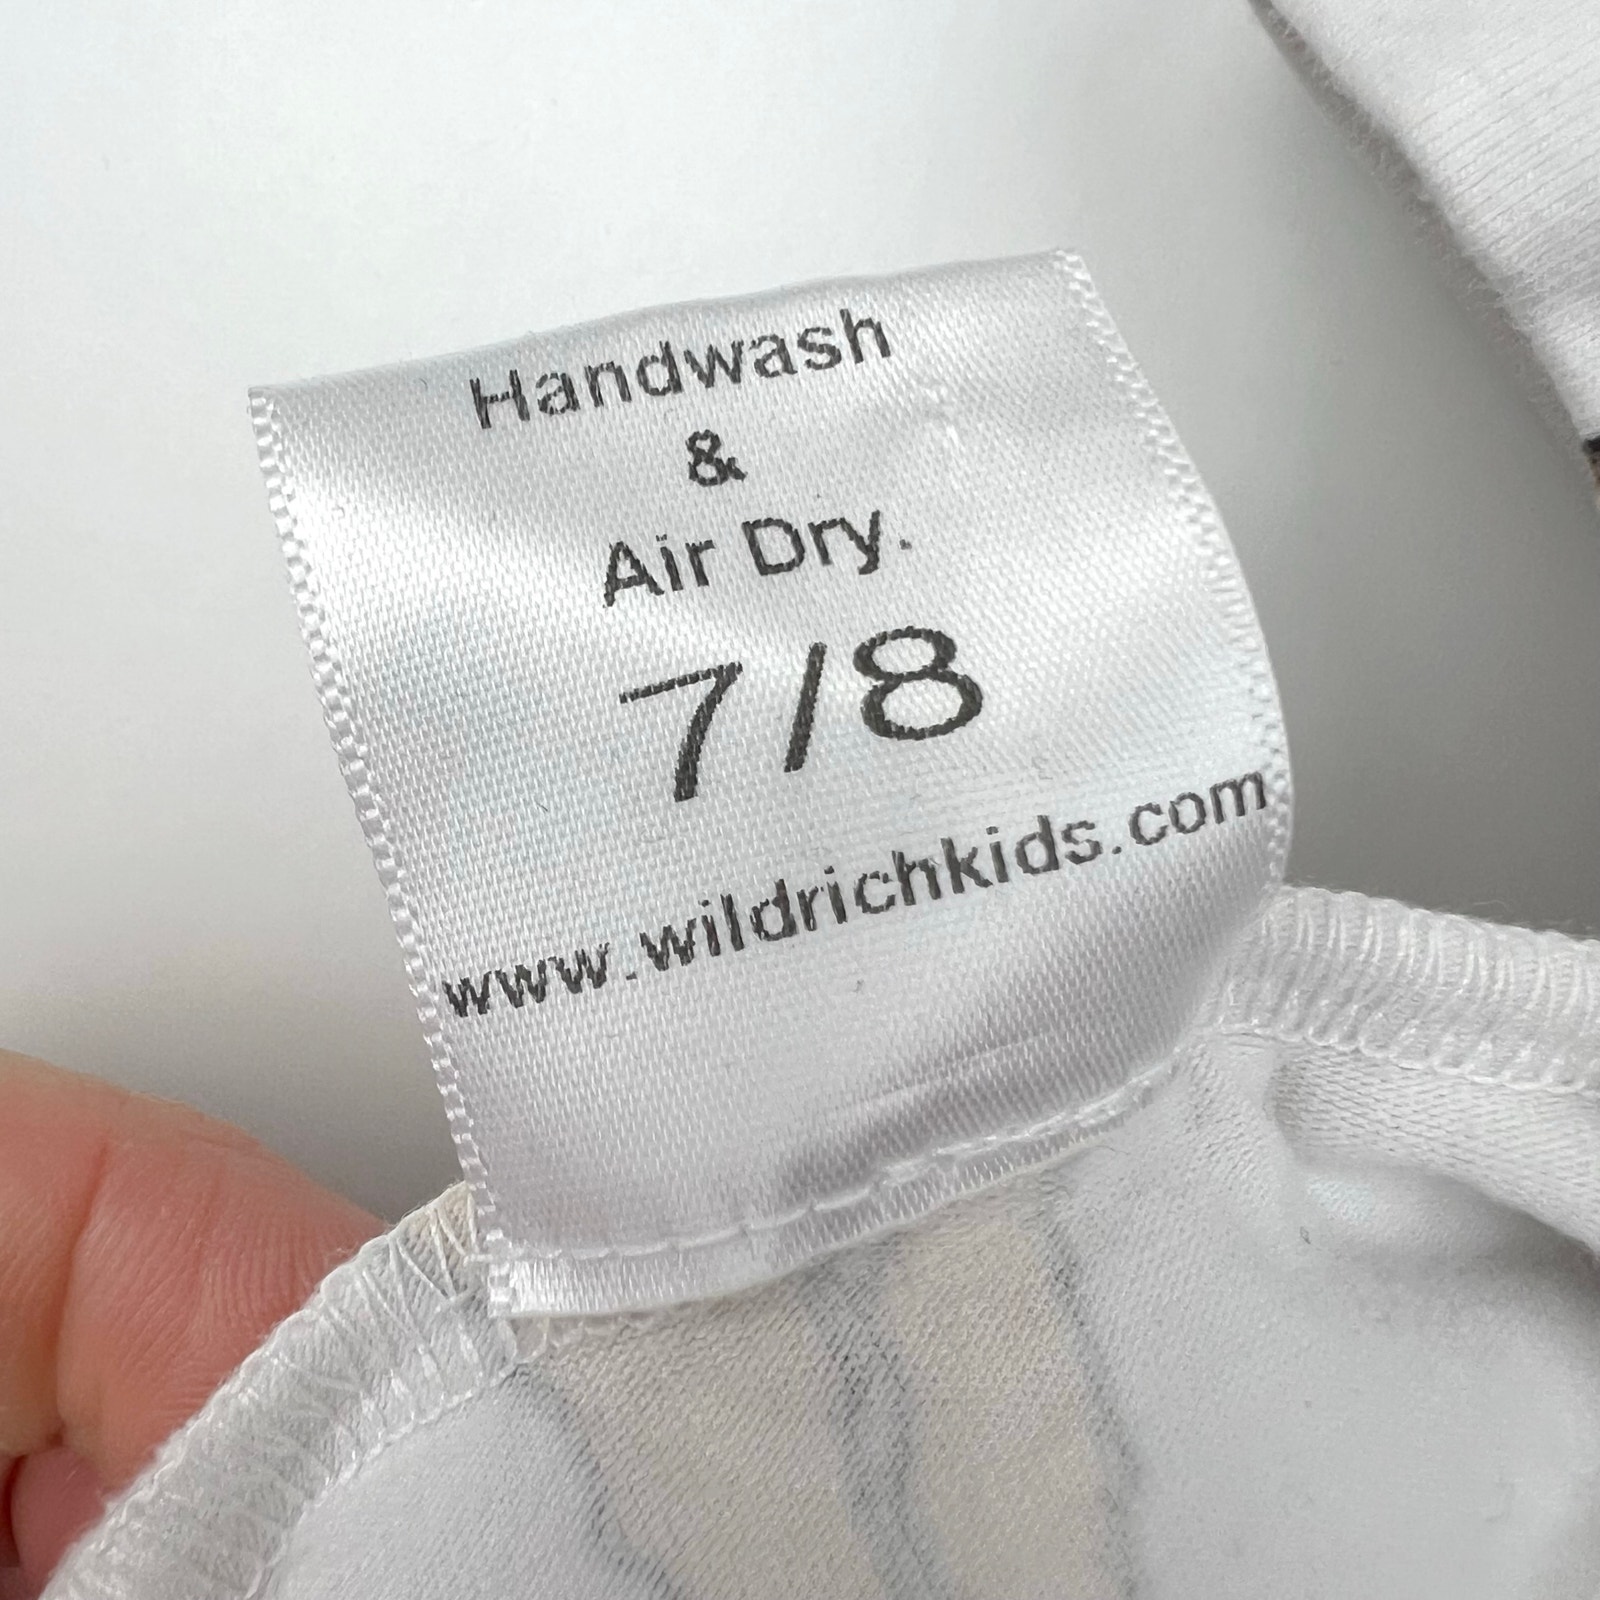 Handwash
&
Air Dry.
7/8
www.wildrichkids.com